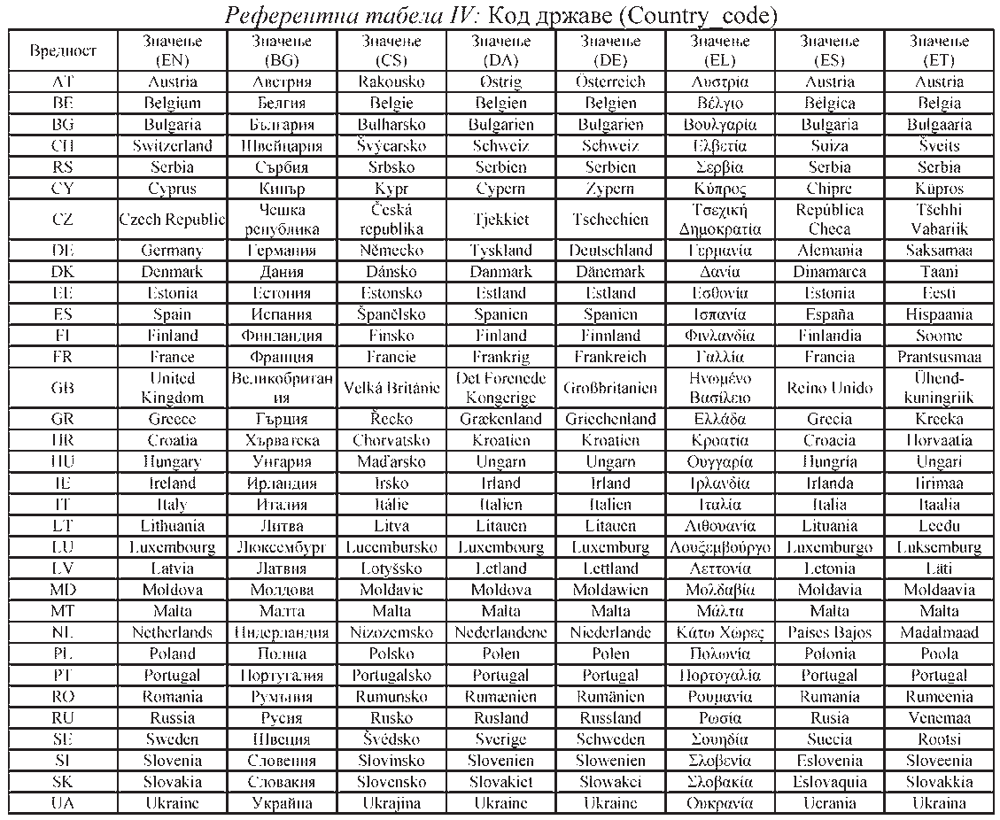 Референтна табела IV: Код државе (Country_code)
Вредност Значење (EN) Значење (BG) Значење (CS) Значење (DA) Значење (DE) Значење (EL) Значење (ES) Значење (ET)
AT Austria Австрия Rakousko Østrig Österreich Αυστρία Austria Austria
BE Belgium Белгия Belgie Belgien Belgien Βέλγιο Bélgica Belgia
BG Bulgaria България Bulharsko Bulgarien Bulgarien Βουλγαρία Bulgaria Bulgaaria
CH Switzerland Швейцария Švýcarsko Schweiz Schweiz Ελβετία Suiza Šveits
RS Serbia Сърбия Srbsko Serbien Serbien Σερβία Serbia Serbia
CY Cyprus Кипър Kypr Cypern Zypern Κύπρος Chipre Küpros
CZ Czech Republic Чешка република Česká republika Tjekkiet Tschechien Τσεχική Δημοκρατία República Checa Tšehhi Vabariik
DE Germany Германия Německo Tyskland Deutschland Γερμανία Alemania Saksamaa
DK Denmark Дания Dánsko Danmark Dänemark Δανία Dinamarca Taani
EE Estonia Естония Estonsko Estland Estland Εσθονία Estonia Eesti
ES Spain Испания Španělsko Spanien Spanien Ισπανία España Hispaania
FI Finland Финландия Finsko Finland Finnland Φινλανδία Finlandia Soome
FR France Франция Francie Frankrig Frankreich Γαλλία Francia Prantsusmaa
GB United Kingdom Великобритан ия Velká Británie Det Forenede Kongerige Großbritanien Ηνωμένο Βασίλειο Reino Unido Ühend- kuningriik
GR Greece Гърция Řecko Grækenland Griechenland Ελλάδα Grecia Kreeka
HR Croatia Хърватска Chorvatsko Kroatien Kroatien Κροατία Croacia Horvaatia
HU Hungary Унгария Maďarsko Ungarn Ungarn Ουγγαρία Hungría Ungari
IE Ireland Ирландия Irsko Irland Irland Ιρλανδία Irlanda Iirimaa
IT Italy Италия Itálie Italien Italien Ιταλία Italia Itaalia
LT Lithuania Литва Litva Litauen Litauen Λιθουανία Lituania Leedu
LU Luxembourg Люксембург Lucembursko Luxembourg Luxemburg Λουξεμβούργο Luxemburgo Luksemburg
LV Latvia Латвия Lotyšsko Letland Lettland Λεττονία Letonia Läti
MD Moldova Молдова Moldavie Moldova Moldawien Μολδαβία Moldavia Moldaavia
MT Malta Малта Malta Malta Malta Μάλτα Malta Malta
NL Netherlands Нидерландия Nizozemsko Nederlandene Niederlande Κάτω Χώρες Países Bajos Madalmaad
PL Poland Полша Polsko Polen Polen Πολωνία Polonia Poola
PT Portugal Португалия Portugalsko Portugal Portugal Πορτογαλία Portugal Portugal
RO Romania Румъния Rumunsko Rumænien Rumänien Ρουμανία Rumanía Rumeenia
RU Russia Русия Rusko Rusland Russland Ρωσία Rusia Venemaa
SE Sweden Швеция Švédsko Sverige Schweden Σουηδία Suecia Rootsi
SI Slovenia Словения Slovinsko Slovenien Slowenien Σλοβενία Eslovenia Sloveenia
SK Slovakia Словакия Slovensko Slovakiet Slowakei Σλοβακία Eslovaquia Slovakkia
UA Ukraine Украйна Ukrajina Ukraine Ukraine Ουκρανία Ucrania Ukraina